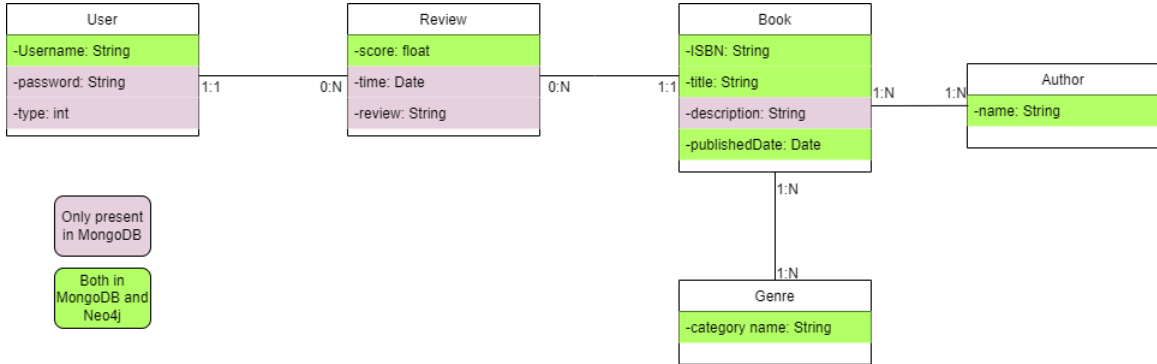 User
-Username: String
-password: String
-type: int
1:1
0:N
Review
-score: float
-time: Date
-review: String
0:N
1:1
Book
-ISBN: String
-title: String
-description: String
-publishedDate: Date
1:N
1:N
Author
-name: String
1:N
1:N
Genre
-category name: String
Only present
in MongoDB
Both in
MongoDB and
Neo4j